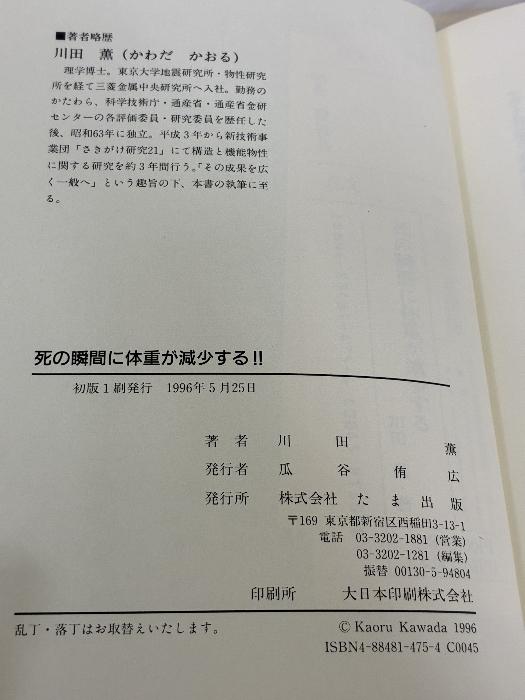 ■著者略歴
川田　薫（かわだ　かおる）
理学博士。東京大学地震研究所・物性研究
所を経て三菱金属中央研究所へ入社。勤務の
かたわら、科学技術庁・通産省・通産省金研
センターの各評価委員・研究委員を歴任した
後、昭和63年に独立。平成３年から新技術事
業団「さきがけ研究21」にて構造と機能物性
に関する研究を約３年間行う。「その成果を広
く一般へ」という趣旨の下、本書の執筆に至
る。
死の瞬間に体重が減少する!!
初版１刷発行　1996年５月25日
著　者　川　田　薫
発行者　瓜　谷　侑　広
発行所　株式会社　た　ま　出　版
〒169 東京都新宿区西稲田3-13-1
電話　03-3202-1881（営業）
03-3202-1281（編集）
振替　00130-5-94804
印刷所　大日本印刷株式会社
乱丁・落丁はお取替えいたします。
© Kaoru Kawada 1996
ISBN4-88481-475-4 C0045